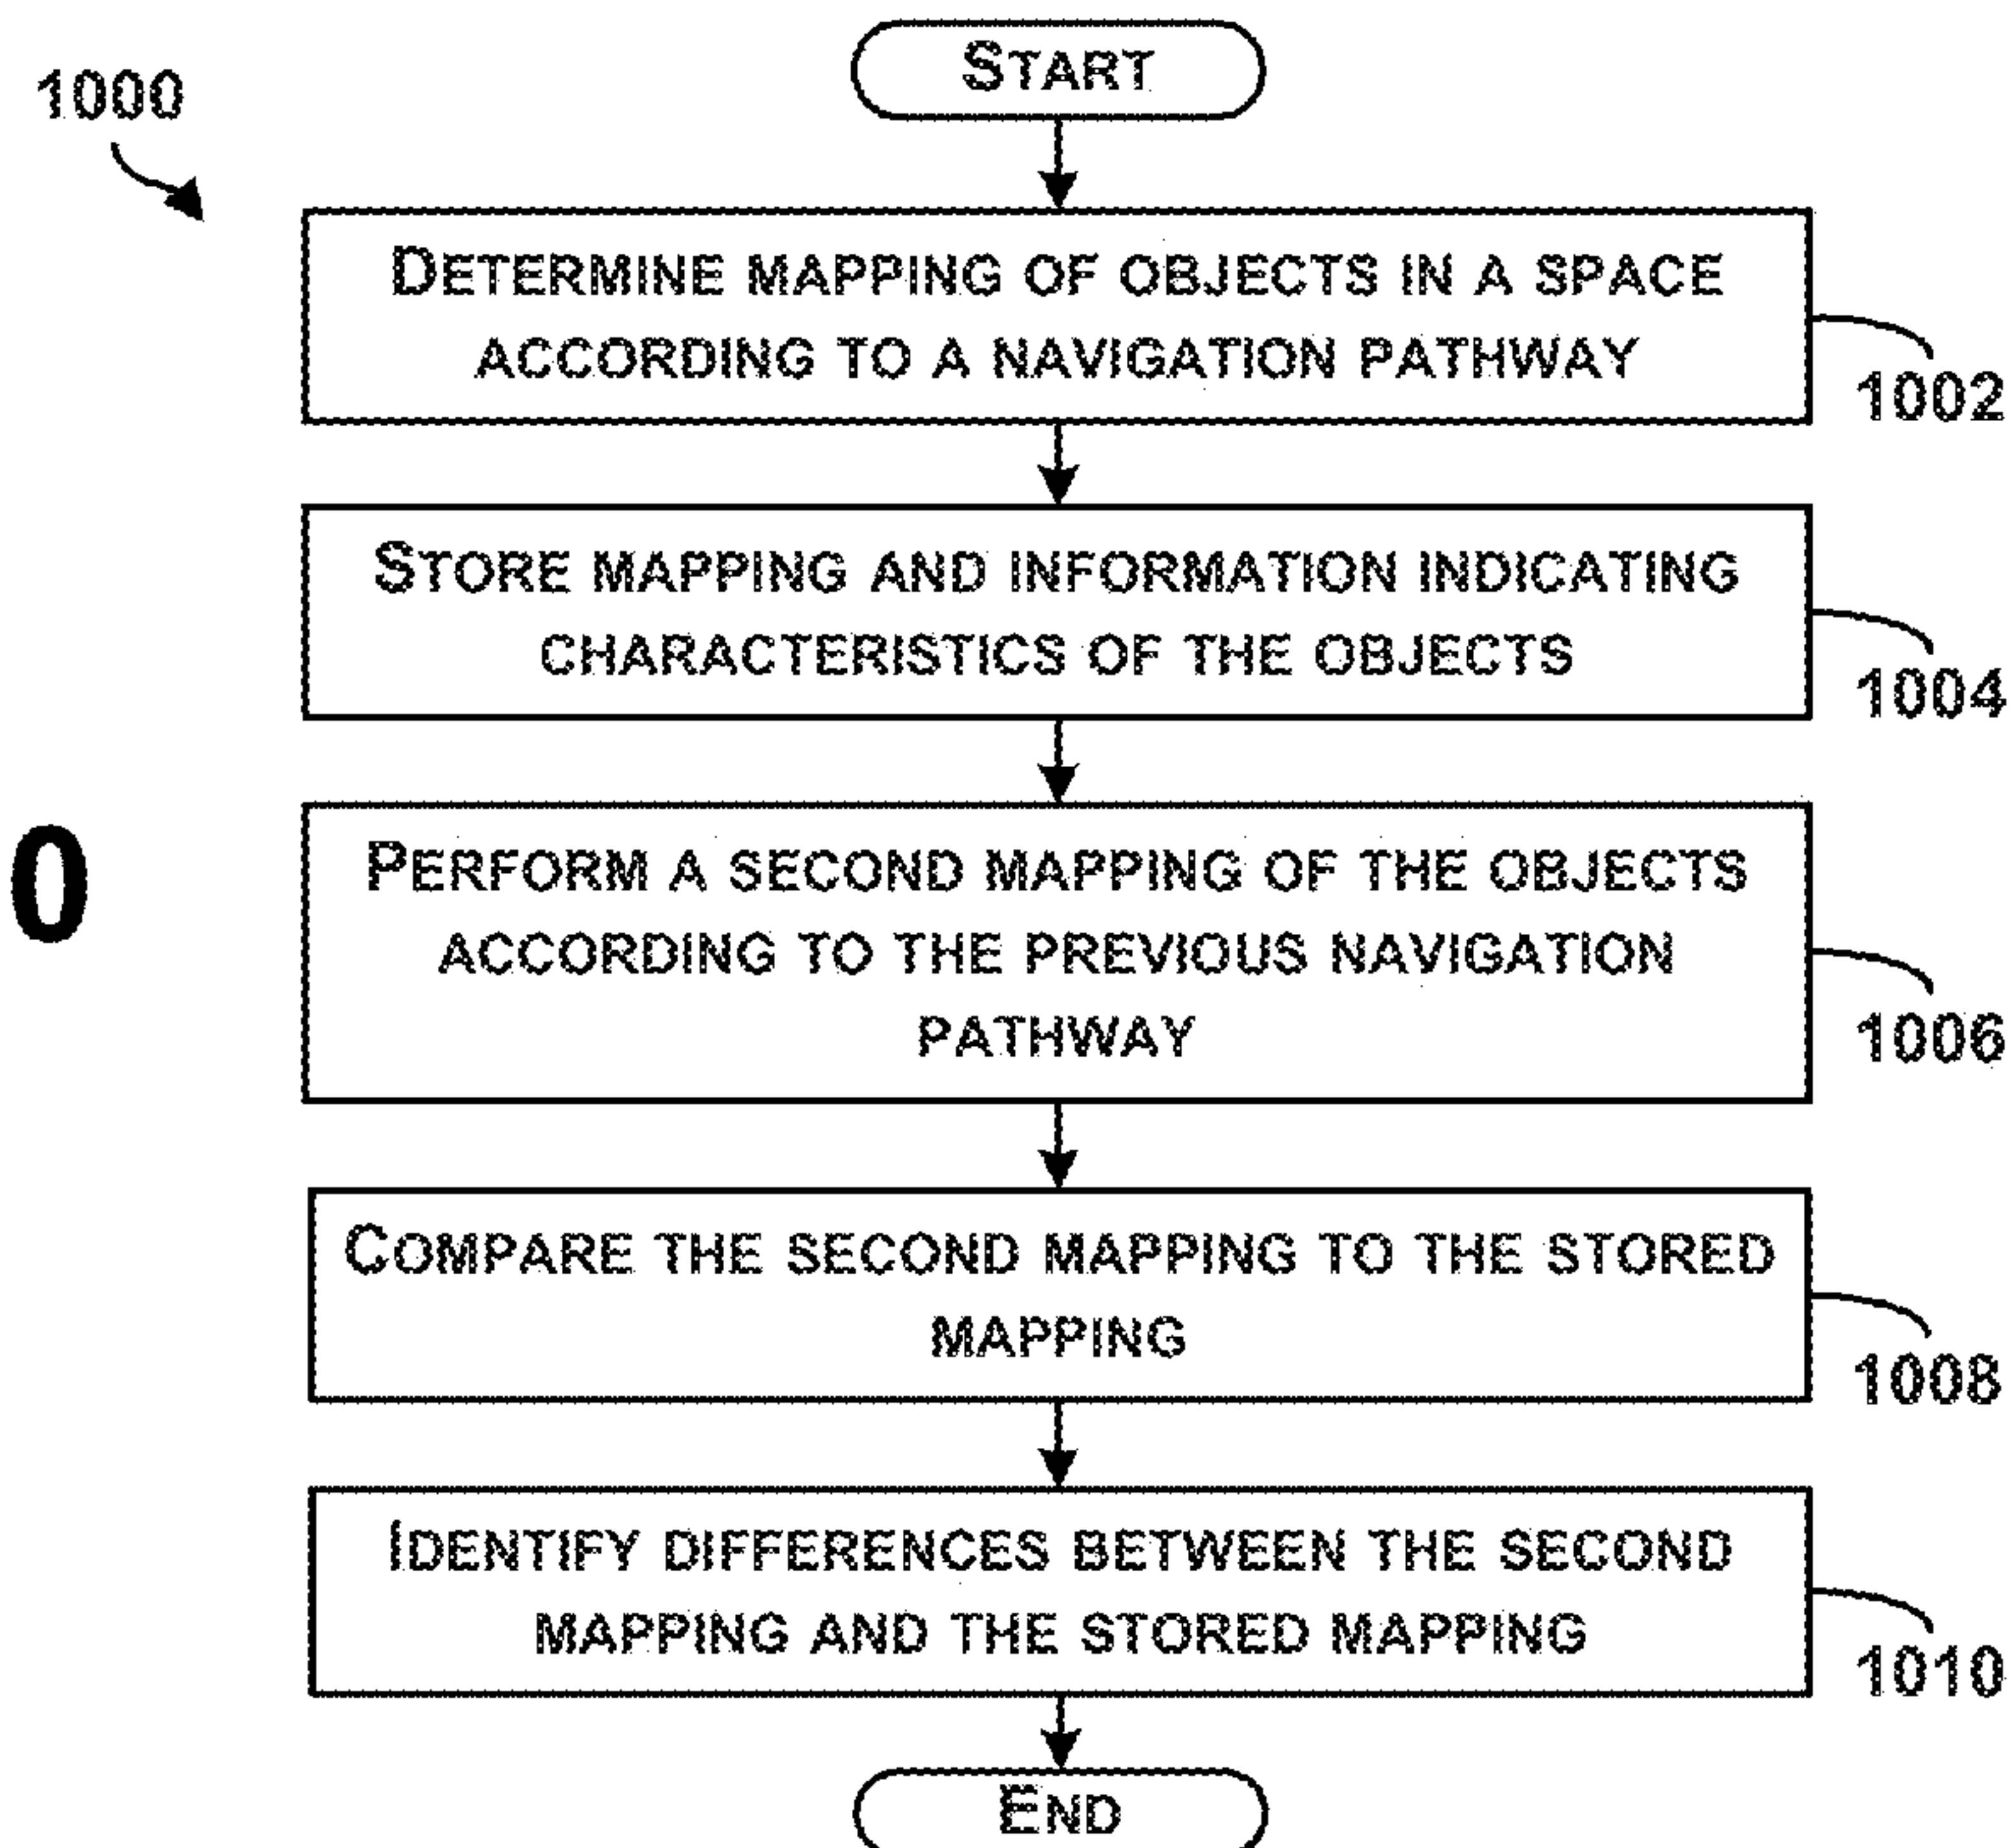 START
1000
DETERMINE MAPPING OF OBJECTS IN A SPACE
ACCORDING TO A NAVIGATION PATHWAY
1002
STORE MAPPING AND INFORMATION INDICATING
CHARACTERISTICS OF THE OBJECTS
1004
0
PERFORM A SECOND MAPPING OF THE OBJECTS
ACCORDING TO THE PREVIOUS NAVIGATION
PATHWAY
1006
COMPARE THE SECOND MAPPING TO THE STORED
MAPPING
1008
IDENTIFY DIFFERENCES BETWEEN THE SECOND
MAPPING AND THE STORED MAPPING
1010
END